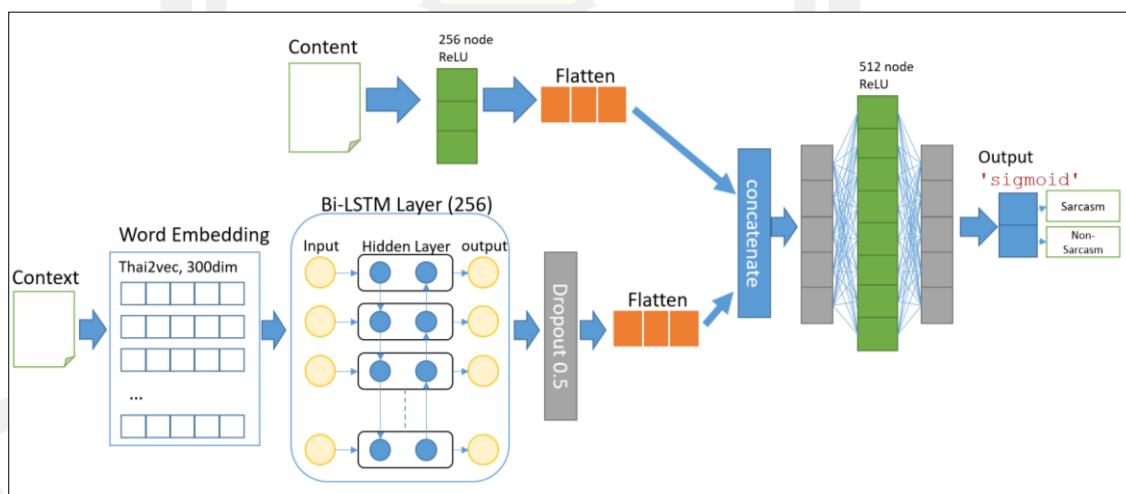 Content
256 node
ReLU
Flatten
512 node
ReLU
Output
'sigmoid'
Sarcasm
Non-
Sarcasm
concatenate
Bi-LSTM Layer (256)
Word Embedding
Input
Hidden Layer
output
Context
Thai2vec, 300dim
...
Dropout 0.5
Flatten